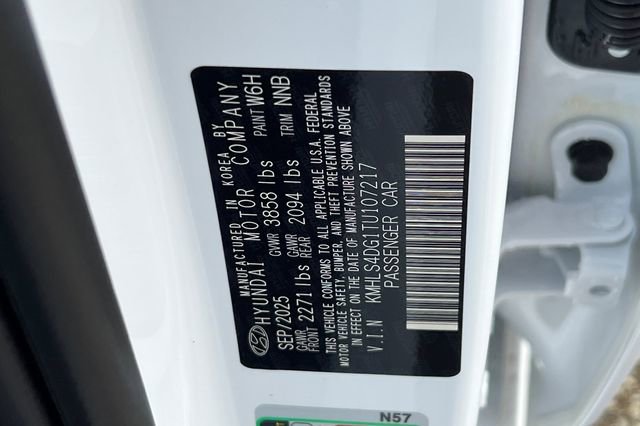 MANUFACTURED IN KOREA BY
HYUNDAI MOTOR COMPANY
SEP/2025 GVWR 3858 lbs PAINT W6H
GAWR FRONT 2271 lbs GAWR REAR 2094 lbs TRIM NNB
THIS VEHICLE CONFORMS TO ALL APPLICABLE U.S.A. FEDERAL
MOTOR VEHICLE SAFETY, BUMPER, AND THEFT PREVENTION STANDARDS
IN EFFECT ON THE DATE OF MANUFACTURE SHOWN ABOVE
V.I.N KMHLS4DG1TU107217
PASSENGER CAR
N57